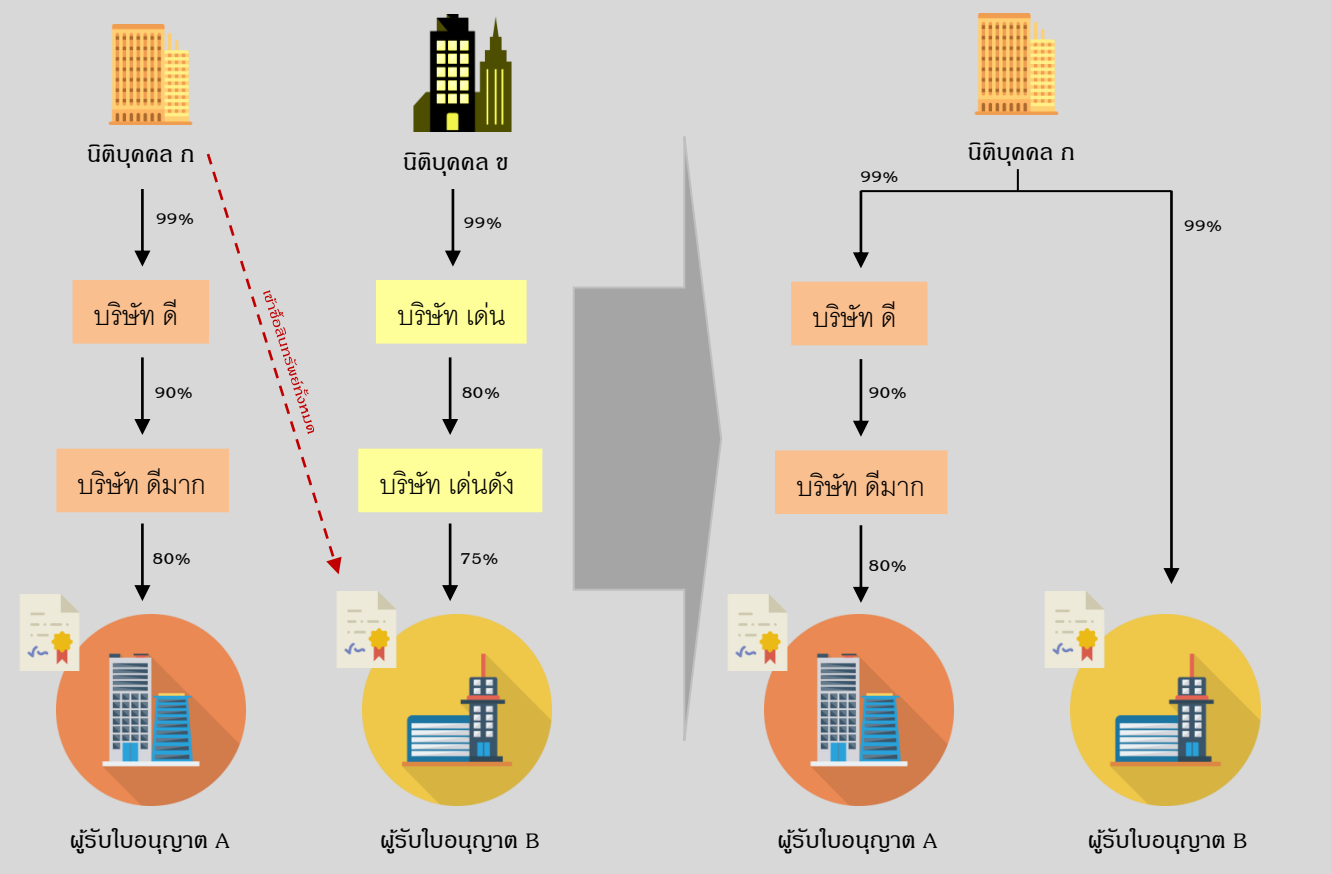 นิติบุคคล ก
นิติบุคคล ข
99%
99%
เข้าซื้อสินทรัพย์ทั้งหมด
บริษัท ดี
บริษัท เด่น
90%
80%
บริษัท ดีมาก
บริษัท เด่นดัง
80%
75%
ผู้รับใบอนุญาต A
ผู้รับใบอนุญาต B
นิติบุคคล ก
99%
99%
บริษัท ดี
90%
บริษัท ดีมาก
80%
ผู้รับใบอนุญาต A
ผู้รับใบอนุญาต B